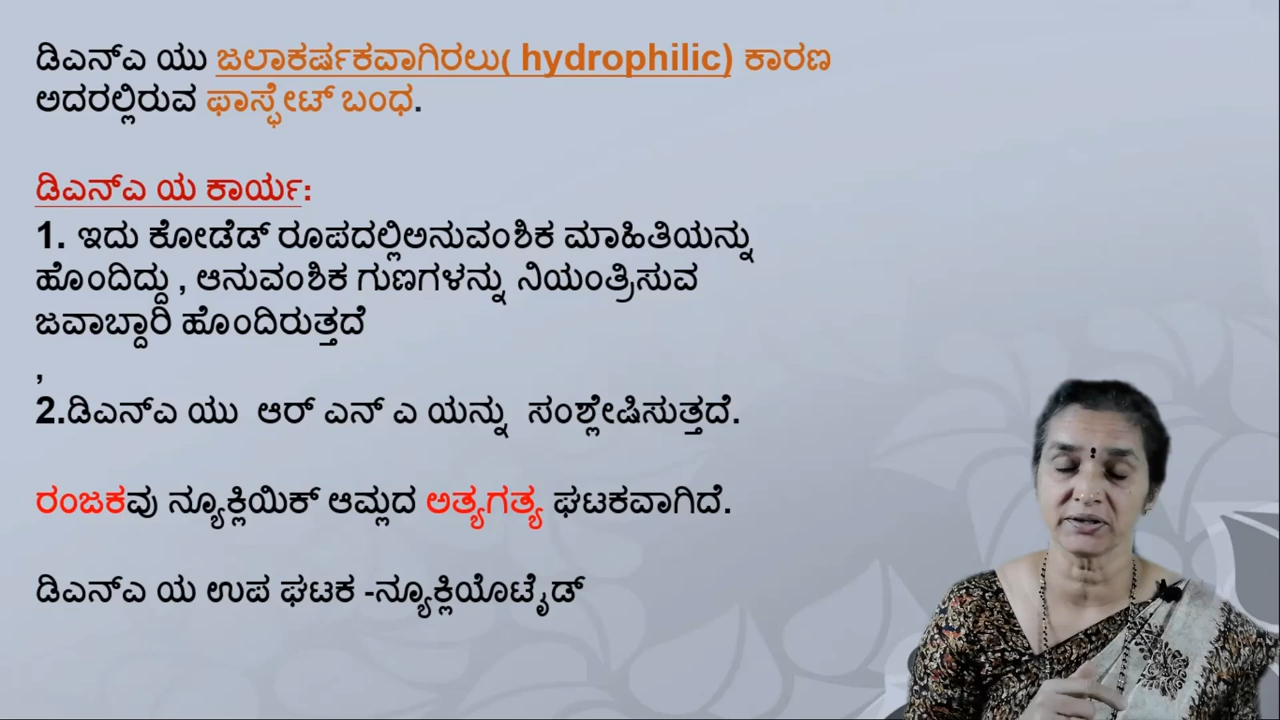 ಡಿಎನ್ಎ ಯು ಜಲಾಕರ್ಷಕವಾಗಿರಲು( hydrophilic) ಕಾರಣ
ಅದರಲ್ಲಿರುವ ಫಾಸ್ಫೇಟ್ ಬಂಧ.
ಡಿಎನ್ಎ ಯ ಕಾರ್ಯ:
1. ಇದು ಕೋಡೆಡ್ ರೂಪದಲ್ಲಿಅನುವಂಶಿಕ ಮಾಹಿತಿಯನ್ನು
ಹೊಂದಿದ್ದು , ಆನುವಂಶಿಕ ಗುಣಗಳನ್ನು ನಿಯಂತ್ರಿಸುವ
ಜವಾಬ್ದಾರಿ ಹೊಂದಿರುತ್ತದೆ
,
2.ಡಿಎನ್ಎ ಯು ಆರ್ ಎನ್ ಎ ಯನ್ನು ಸಂಶ್ಲೇಷಿಸುತ್ತದೆ.
ರಂಜಕವು ನ್ಯೂಕ್ಲಿಯಿಕ್ ಆಮ್ಲದ ಅತ್ಯಗತ್ಯ ಘಟಕವಾಗಿದೆ.
ಡಿಎನ್ಎ ಯ ಉಪ ಘಟಕ -ನ್ಯೂಕ್ಲಿಯೊಟೈಡ್